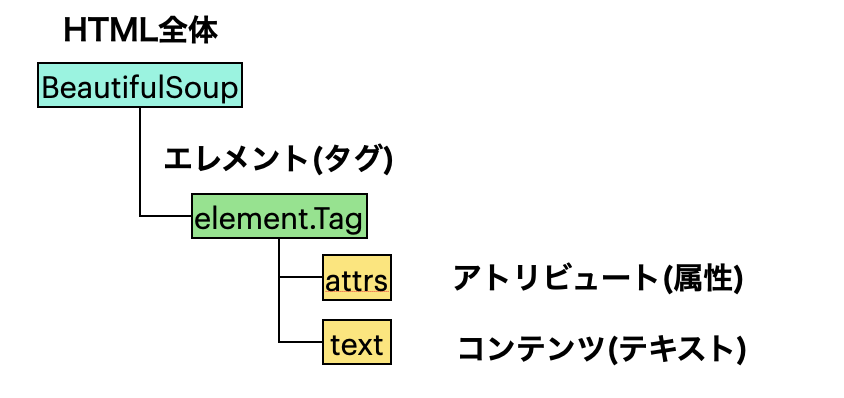 HTML全体
BeautifulSoup
エレメント(タグ)
element.Tag
attrs
アトリビュート(属性)
text
コンテンツ(テキスト)